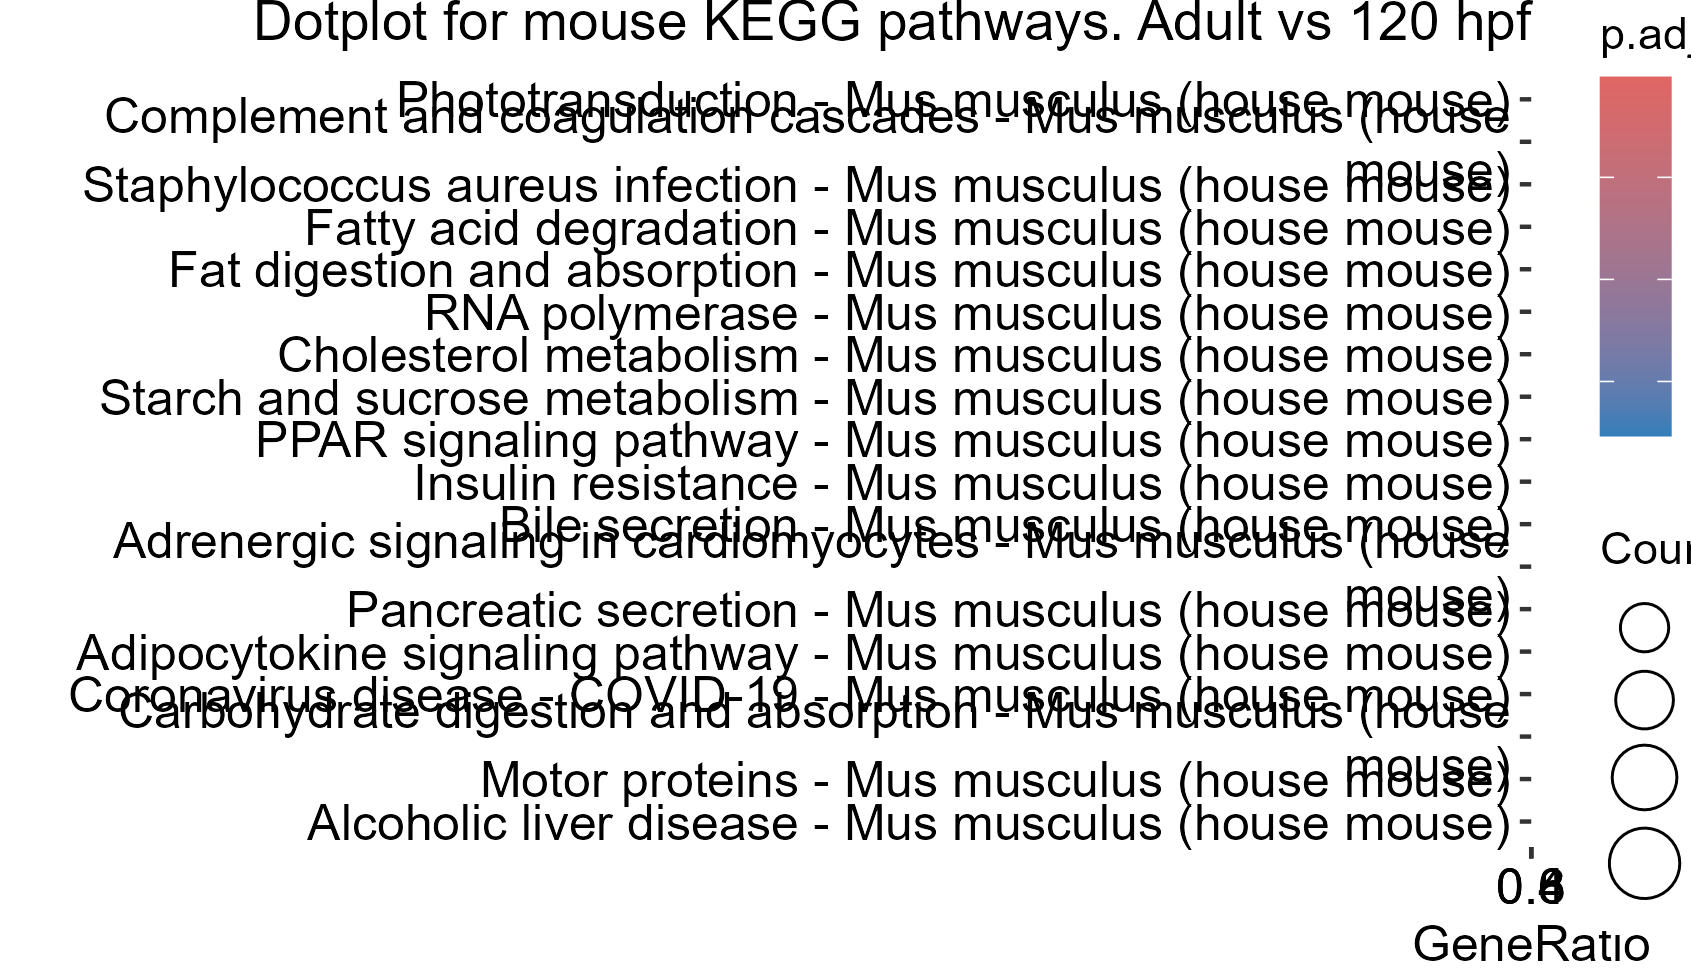 Dotplot for mouse KEGG pathways. Adult vs 120 hpf
Phototransduction - Mus musculus (house mouse)
Complement and coagulation cascades - Mus musculus (house
mouse)
Staphylococcus aureus infection - Mus musculus (house mouse)
Fatty acid degradation - Mus musculus (house mouse)
Fat digestion and absorption - Mus musculus (house mouse)
RNA polymerase - Mus musculus (house mouse)
Cholesterol metabolism - Mus musculus (house mouse)
Starch and sucrose metabolism - Mus musculus (house mouse)
PPAR signaling pathway - Mus musculus (house mouse)
Insulin resistance - Mus musculus (house mouse)
Bile secretion - Mus musculus (house mouse)
Adrenergic signaling in cardiomyocytes - Mus musculus (house
mouse)
Pancreatic secretion - Mus musculus (house mouse)
Adipocytokine signaling pathway - Mus musculus (house mouse)
Coronavirus disease - COVID-19 - Mus musculus (house mouse)
Carbohydrate digestion and absorption - Mus musculus (house
mouse)
Motor proteins - Mus musculus (house mouse)
Alcoholic liver disease - Mus musculus (house mouse)
GeneRatio
p.ad
Cour